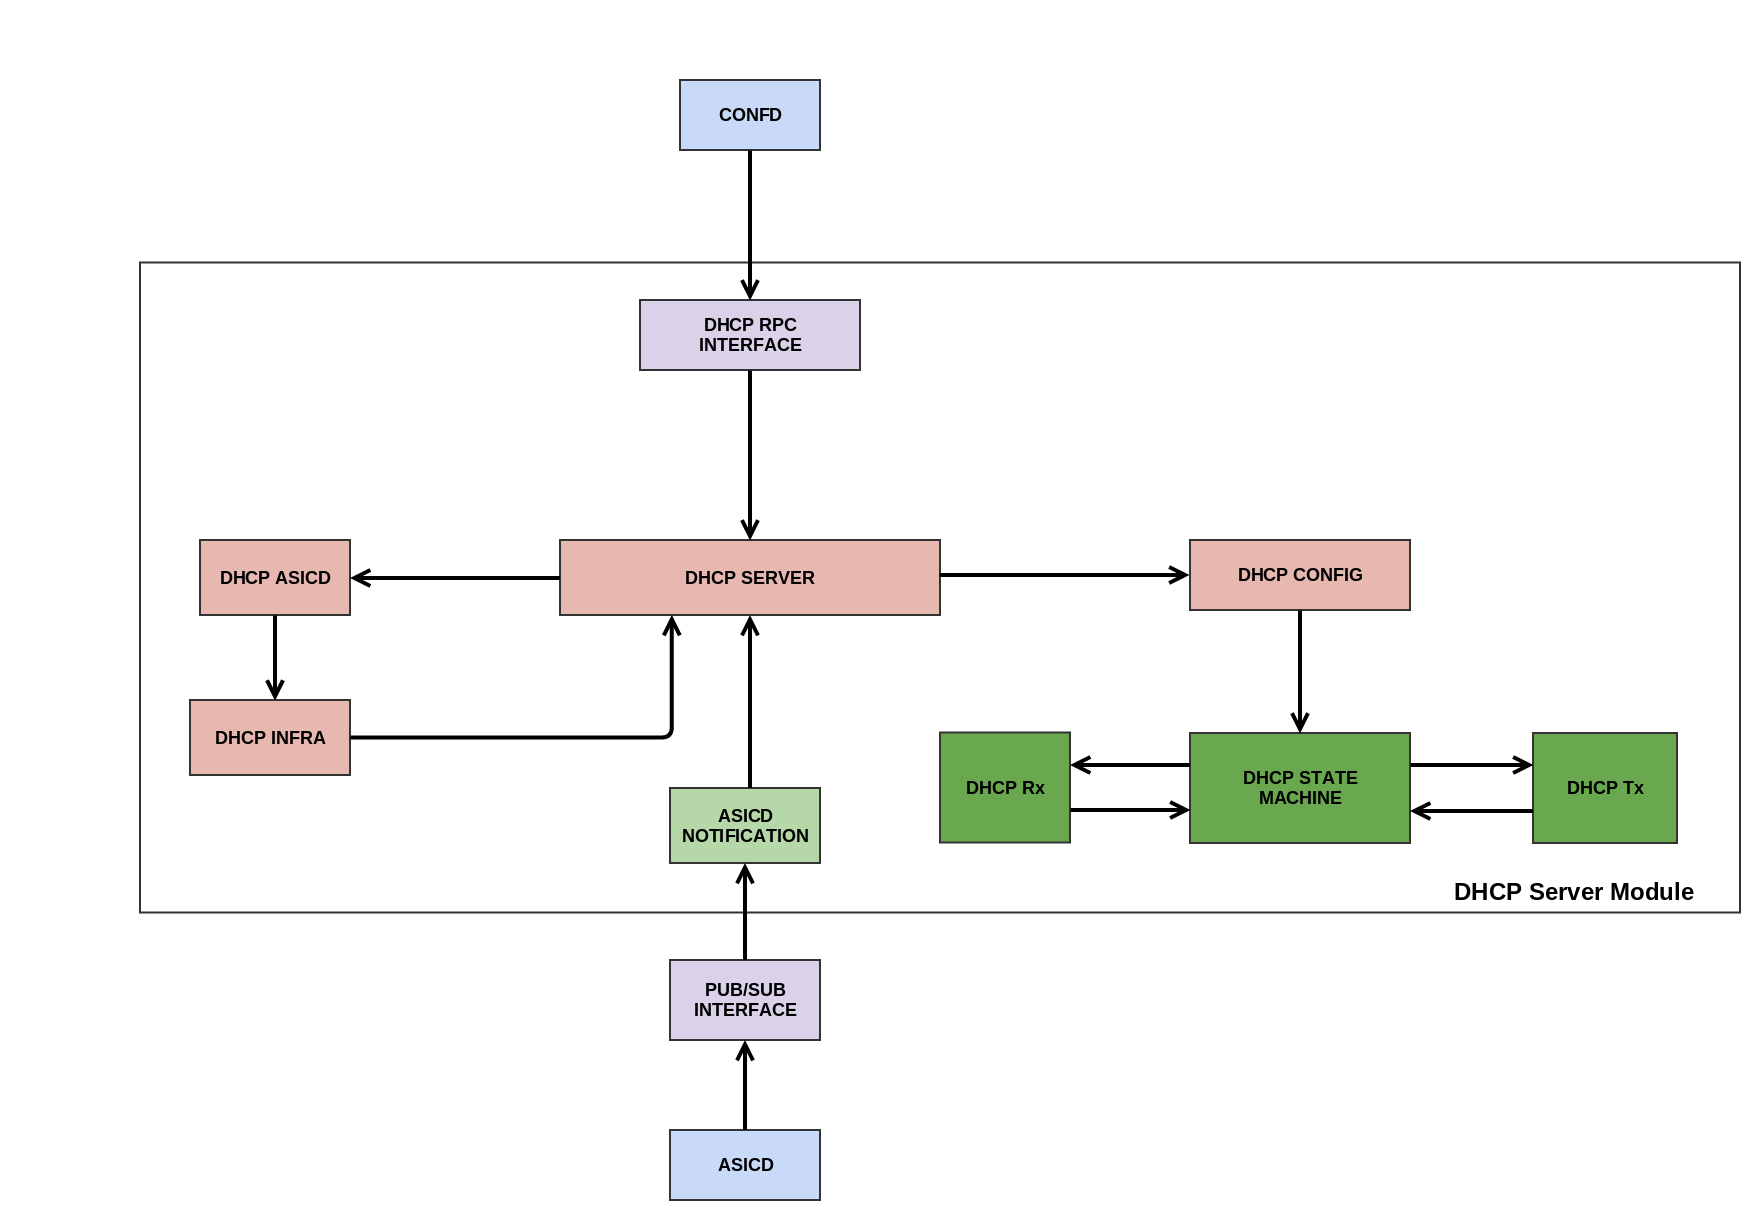 CONFD
DHCP RPC
INTERFACE
DHCP ASICD
DHCP SERVER
DHCP CONFIG
DHCP INFRA
DHCP Rx
DHCP STATE
MACHINE
DHCP Tx
ASICD
NOTIFICATION
DHCP Server Module
PUB/SUB
INTERFACE
ASICD